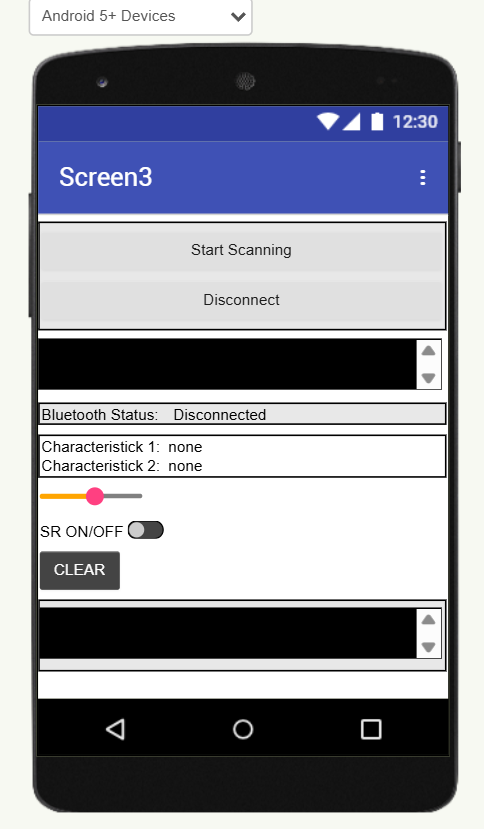 Android 5+ Devices
12:30
Screen3
Start Scanning
Disconnect
Bluetooth Status: Disconnected
Characteristick 1: none
Characteristick 2: none
SR ON/OFF
CLEAR